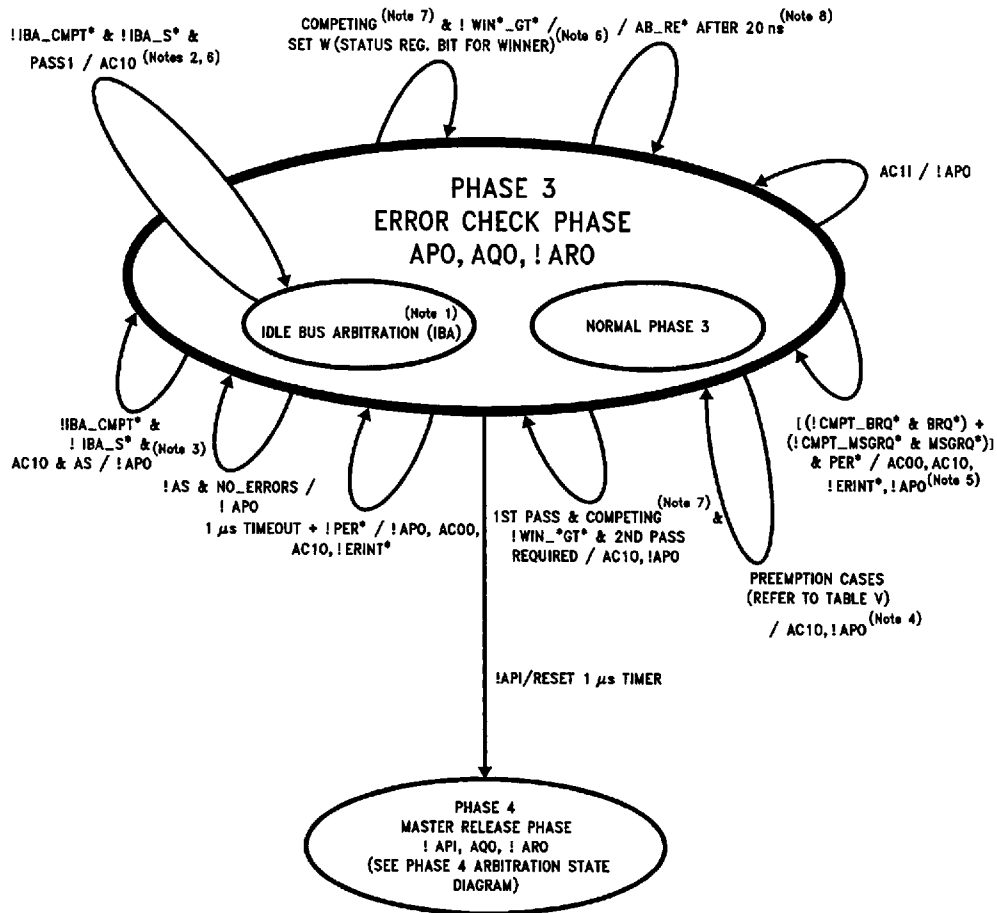 !IBA_CMPT* & !IBA_S* &
PASS1 / AC10 (Notes 2, 6)
COMPETING (Note 7) & ! WIN*_GT* /
SET W (STATUS REG. BIT FOR WINNER) (Note 6)
/ AB_RE* AFTER 20 ns (Note 8)
AC1I / !APO
PHASE 3
ERROR CHECK PHASE
APO, AQO, ! ARO
(Note 1)
IDLE BUS ARBITRATION (IBA)
NORMAL PHASE 3
!IBA_CMPT* &
! IBA_S* & (Note 3)
AC10 & AS / !APO
!AS & NO_ERRORS /
! APO
1 µs TIMEOUT + !PER* / !APO, ACOO,
AC10, !ERINT*
1ST PASS & COMPETING (Note 7) &
!WIN_*GT* & 2ND PASS
REQUIRED / AC10, !APO
[(!CMPT_BRQ* & BRQ*) +
(!CMPT_MSGRQ* & MSGRQ*)]
& PER* / ACOO, AC10,
!ERINT*, !APO (Note 5)
PREEMPTION CASES
(REFER TO TABLE V)
/ AC10, !APO (Note 4)
!API/RESET 1 µs TIMER
PHASE 4
MASTER RELEASE PHASE
! API, AQO, ! ARO
(SEE PHASE 4 ARBITRATION STATE
DIAGRAM)